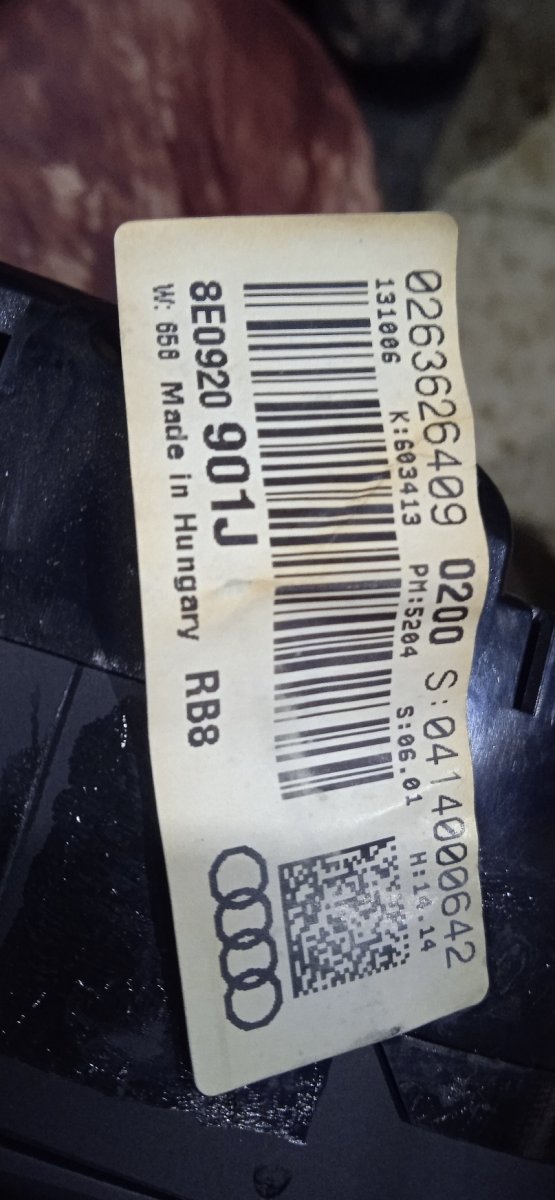 0263626409 0200 S:0414000642
131006 K:603413 PM:5204 S:06.01 H:14.14
8E0920 901J RB8
W: 658 Made in Hungary